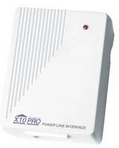 X10 PRO
POWER LINE INTERFACE